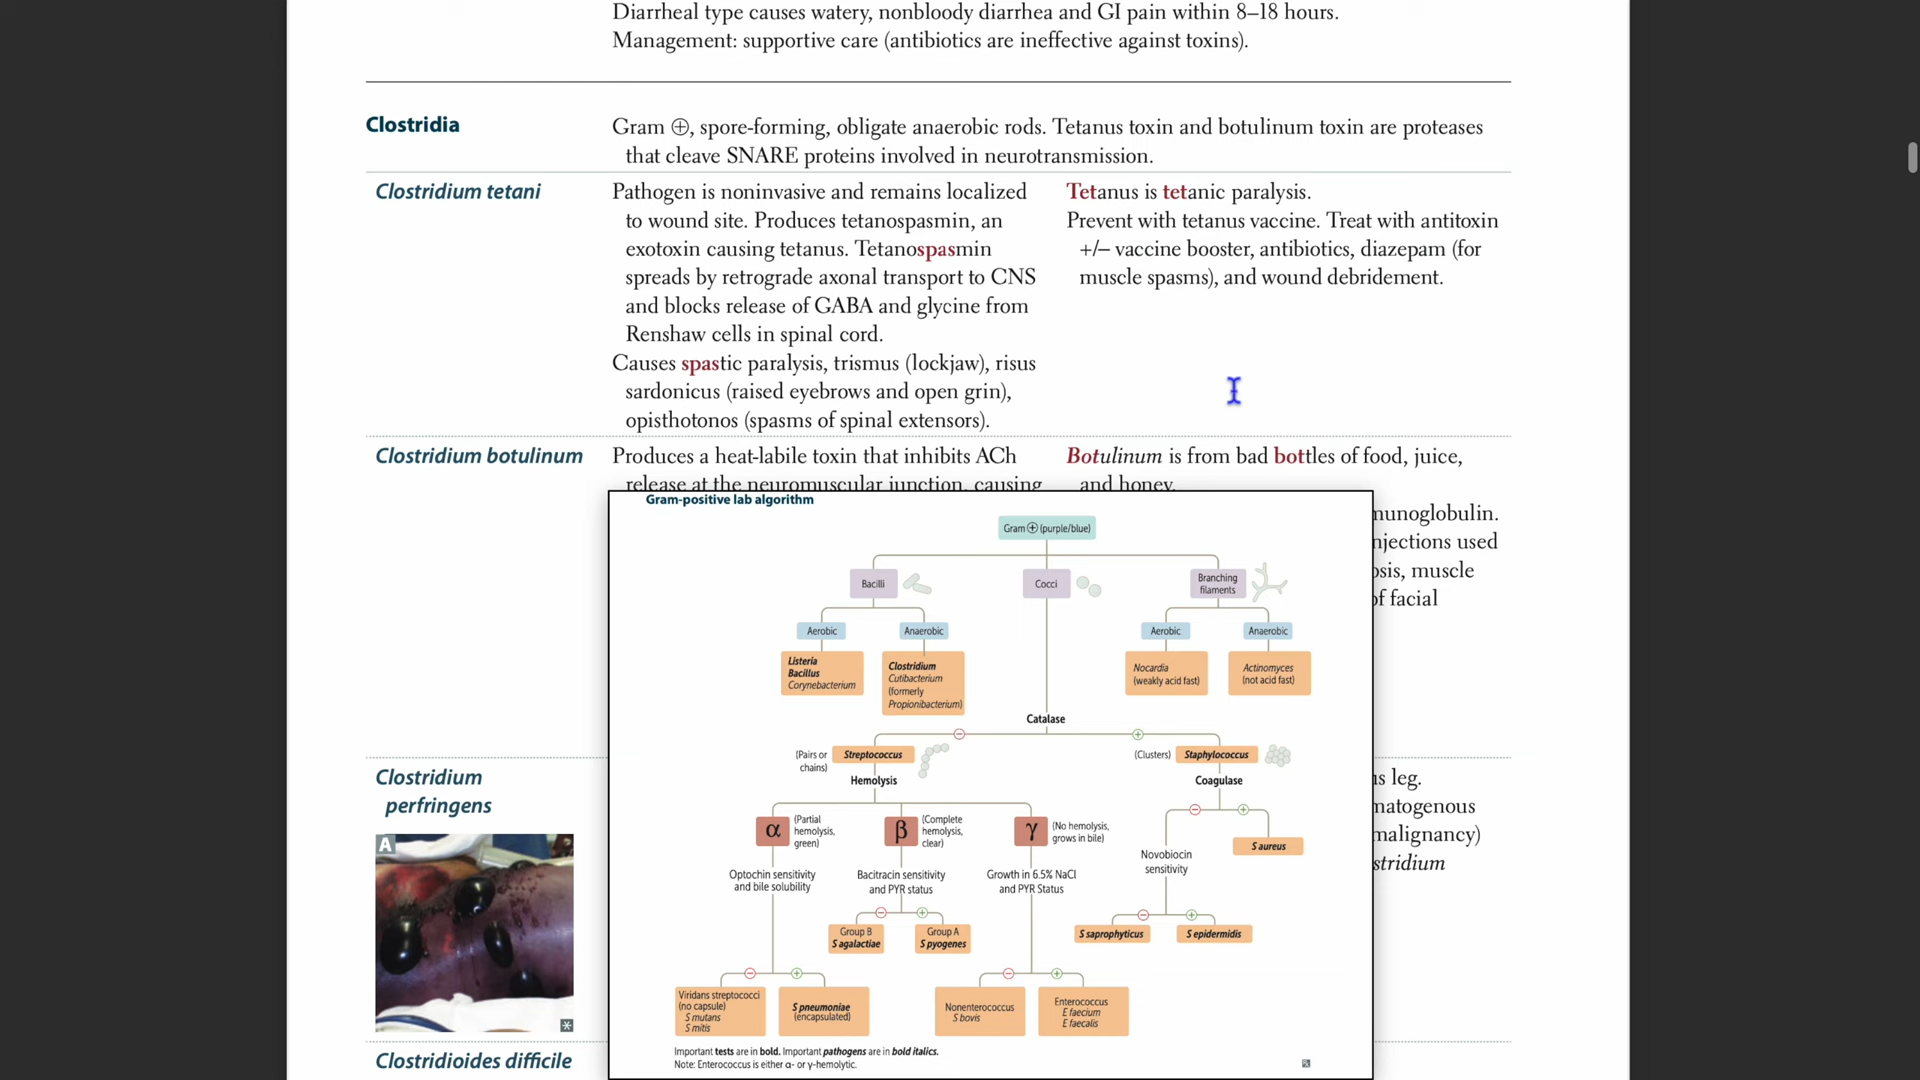 Diarrheal type causes watery, nonbloody diarrhea and GI pain within 8–18 hours.
Management: supportive care (antibiotics are ineffective against toxins).
Clostridia
Gram ⊕, spore-forming, obligate anaerobic rods. Tetanus toxin and botulinum toxin are proteases
that cleave SNARE proteins involved in neurotransmission.
Clostridium tetani
Pathogen is noninvasive and remains localized
to wound site. Produces tetanospasmin, an
exotoxin causing tetanus. Tetanospasmin
spreads by retrograde axonal transport to CNS
and blocks release of GABA and glycine from
Renshaw cells in spinal cord.
Causes spastic paralysis, trismus (lockjaw), risus
sardonicus (raised eyebrows and open grin),
opisthotonos (spasms of spinal extensors).
Tetanus is tetanic paralysis.
Prevent with tetanus vaccine. Treat with antitoxin
+/− vaccine booster, antibiotics, diazepam (for
muscle spasms), and wound debridement.
Clostridium botulinum
Produces a heat-labile toxin that inhibits ACh
release at the neuromuscular junction, causing
Botulinum is from bad bottles of food, juice,
and honey.
munoglobulin.
njections used
osis, muscle
of facial
Clostridium
perfringens
us leg.
matogenous
malignancy)
stridium
A
Clostridioides difficile
Gram-positive lab algorithm
Gram ⊕ (purple/blue)
Bacilli
Cocci
Branching
filaments
Aerobic
Anaerobic
Aerobic
Anaerobic
Listeria
Bacillus
Corynebacterium
Clostridium
Cutibacterium
(formerly
Propionibacterium)
Nocardia
(weakly acid fast)
Actinomyces
(not acid fast)
Catalase
(Pairs or
chains)
Streptococcus
(Clusters)
Staphylococcus
Hemolysis
Coagulase
α
(Partial
hemolysis,
green)
β
(Complete
hemolysis,
clear)
γ
(No hemolysis,
grows in bile)
S aureus
Novobiocin
sensitivity
Optochin sensitivity
and bile solubility
Bacitracin sensitivity
and PYR status
Growth in 6.5% NaCl
and PYR Status
Group B
S agalactiae
Group A
S pyogenes
S saprophyticus
S epidermidis
Viridans streptococci
(no capsule)
S mutans
S mitis
S pneumoniae
(encapsulated)
Nonenterococcus
S bovis
Enterococcus
E faecium
E faecalis
Important tests are in bold. Important pathogens are in bold italics.
Note: Enterococcus is either α- or γ-hemolytic.